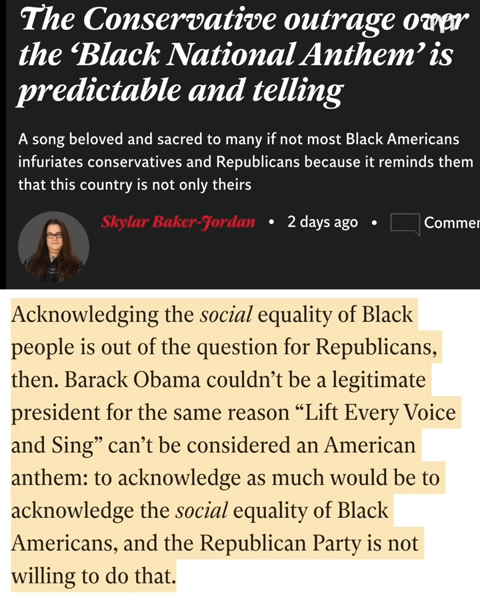 The Conservative outrage over
the ‘Black National Anthem’ is
predictable and telling
A song beloved and sacred to many if not most Black Americans
infuriates conservatives and Republicans because it reminds them
that this country is not only theirs
Skylar Baker-Jordan • 2 days ago • Commen
Acknowledging the social equality of Black
people is out of the question for Republicans,
then. Barack Obama couldn’t be a legitimate
president for the same reason “Lift Every Voice
and Sing” can’t be considered an American
anthem: to acknowledge as much would be to
acknowledge the social equality of Black
Americans, and the Republican Party is not
willing to do that.